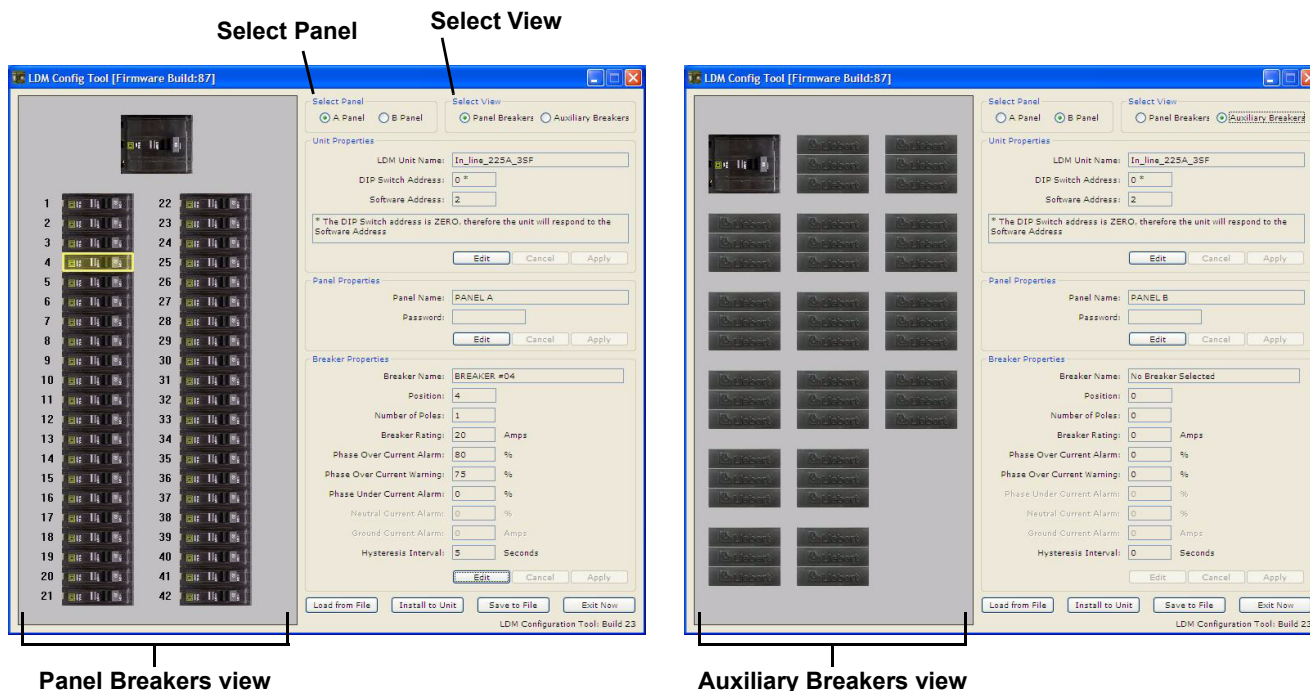 Select Panel
Select View
LDM Config Tool [Firmware Build:87]
Select Panel
A Panel
B Panel
Select View
Panel Breakers
Auxiliary Breakers
Unit Properties
LDM Unit Name: In_line_225A_3SF
DIP Switch Address: 0 *
Software Address: 2
* The DIP Switch address is ZERO, therefore the unit will respond to the
Software Address
Edit Cancel Apply
Panel Properties
Panel Name: PANEL A
Password:
Edit Cancel Apply
Breaker Properties
Breaker Name: BREAKER #04
Position: 4
Number of Poles: 1
Breaker Rating: 20 Amps
Phase Over Current Alarm: 80 %
Phase Over Current Warning: 75 %
Phase Under Current Alarm: 0 %
Neutral Current Alarm: 0 %
Ground Current Alarm: 0 Amps
Hysteresis Interval: 5 Seconds
Edit Cancel Apply
Load from File Install to Unit Save to File Exit Now
LDM Configuration Tool: Build 23
1 22
2 23
3 24
4 25
5 26
6 27
7 28
8 29
9 30
10 31
11 32
12 33
13 34
14 35
15 36
16 37
17 38
18 39
19 40
20 41
21 42
Panel Breakers view
LDM Config Tool [Firmware Build:87]
Select Panel
A Panel
B Panel
Select View
Panel Breakers
Auxiliary Breakers
Unit Properties
LDM Unit Name: In_line_225A_3SF
DIP Switch Address: 0 *
Software Address: 2
* The DIP Switch address is ZERO, therefore the unit will respond to the
Software Address
Edit Cancel Apply
Panel Properties
Panel Name: PANEL B
Password:
Edit Cancel Apply
Breaker Properties
Breaker Name: No Breaker Selected
Position: 0
Number of Poles: 0
Breaker Rating: 0 Amps
Phase Over Current Alarm: 0 %
Phase Over Current Warning: 0 %
Phase Under Current Alarm: 0 %
Neutral Current Alarm: 0 %
Ground Current Alarm: 0 Amps
Hysteresis Interval: 0 Seconds
Edit Cancel Apply
Load from File Install to Unit Save to File Exit Now
LDM Configuration Tool: Build 23
Auxiliary Breakers view